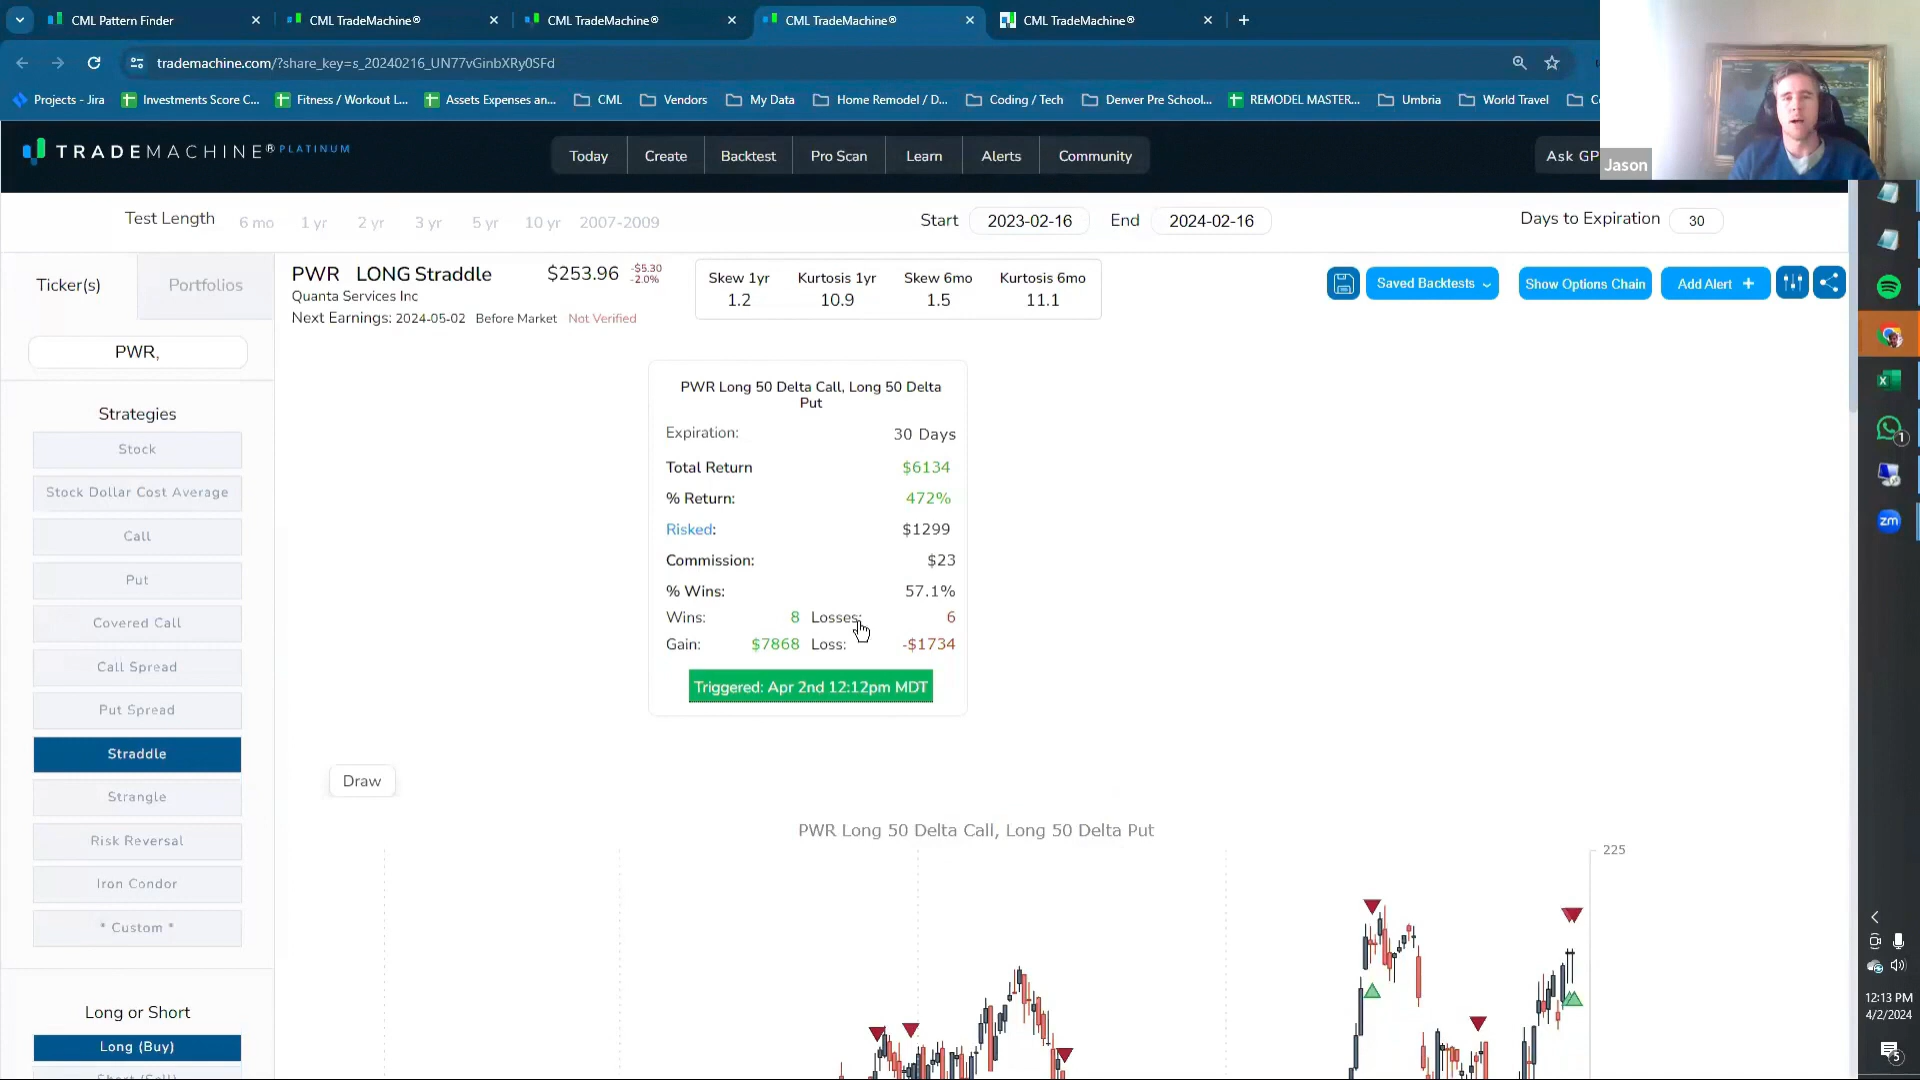 CML Pattern Finder
CML TradeMachine®
CML TradeMachine®
CML TradeMachine®
CML TradeMachine®
trademachine.com/?share_key=s_20240216_UN77vGinbXRy0SFd
Projects - Jira
Investments Score C...
Fitness / Workout L...
Assets Expenses an...
CML
Vendors
My Data
Home Remodel / D...
Coding / Tech
Denver Pre School...
REMODEL MASTER...
Umbria
World Travel
TRADEMACHINE® PLATINUM
Today
Create
Backtest
Pro Scan
Learn
Alerts
Community
Ask GP
Jason
Test Length
6 mo
1 yr
2 yr
3 yr
5 yr
10 yr
2007-2009
Start
2023-02-16
End
2024-02-16
Days to Expiration
30
Ticker(s)
Portfolios
PWR,
PWR LONG Straddle
$253.96
-$5.30
-2.0%
Quanta Services Inc
Next Earnings: 2024-05-02 Before Market Not Verified
Skew 1yr
Kurtosis 1yr
Skew 6mo
Kurtosis 6mo
1.2
10.9
1.5
11.1
Saved Backtests
Show Options Chain
Add Alert +
Strategies
Stock
Stock Dollar Cost Average
Call
Put
Covered Call
Call Spread
Put Spread
Straddle
Strangle
Risk Reversal
Iron Condor
* Custom *
Long or Short
Long (Buy)
Short (Sell)
PWR Long 50 Delta Call, Long 50 Delta
Put
Expiration: 30 Days
Total Return $6134
% Return: 472%
Risked: $1299
Commission: $23
% Wins: 57.1%
Wins: 8 Losses: 6
Gain: $7868 Loss: -$1734
Triggered: Apr 2nd 12:12pm MDT
Draw
PWR Long 50 Delta Call, Long 50 Delta Put
225
1
zm
12:13 PM
4/2/2024
5